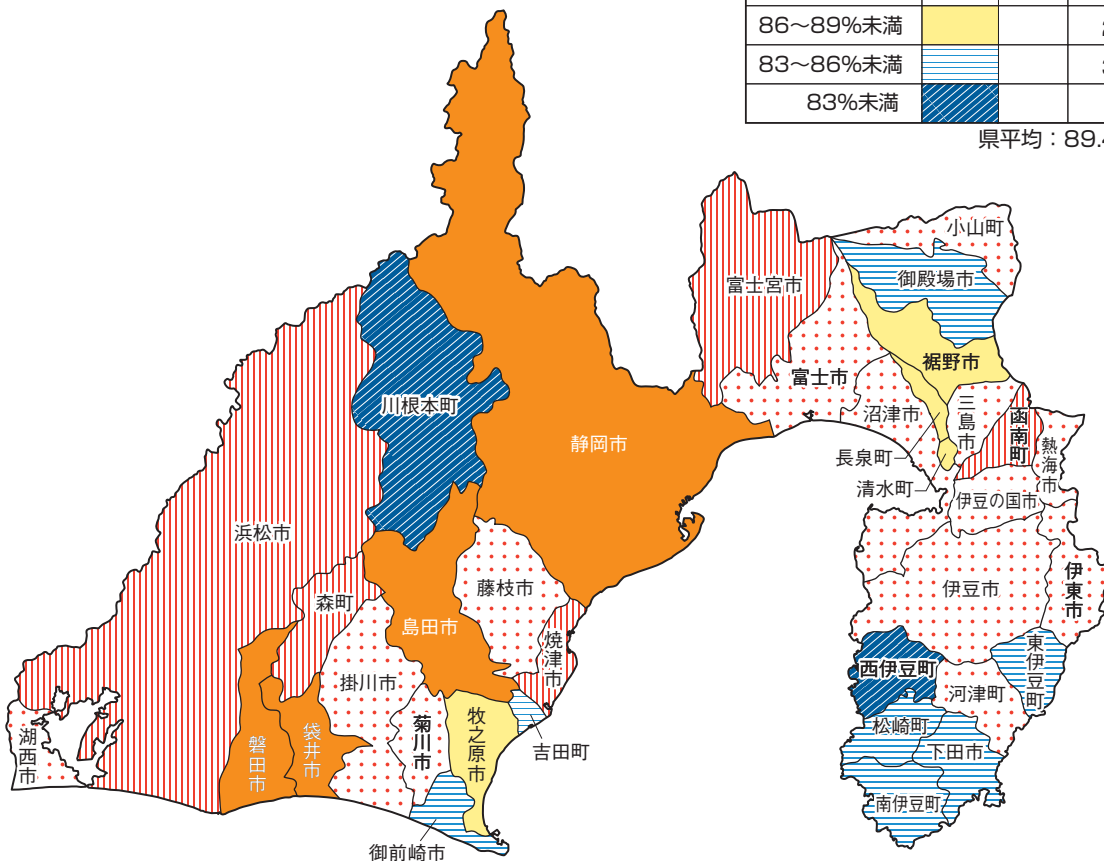 86～89%未満
83～86%未満
83%未満
県平均：89.4
小山町
御殿場市
富士宮市
裾野市
富士市
沼津市
三島市
函南町
熱海市
長泉町
清水町
伊豆の国市
川根本町
静岡市
浜松市
藤枝市
伊豆市
伊東市
森町
島田市
焼津市
東伊豆町
西伊豆町
掛川市
河津町
牧之原市
菊川市
松崎町
下田市
湖西市
磐田市
袋井市
吉田町
南伊豆町
御前崎市